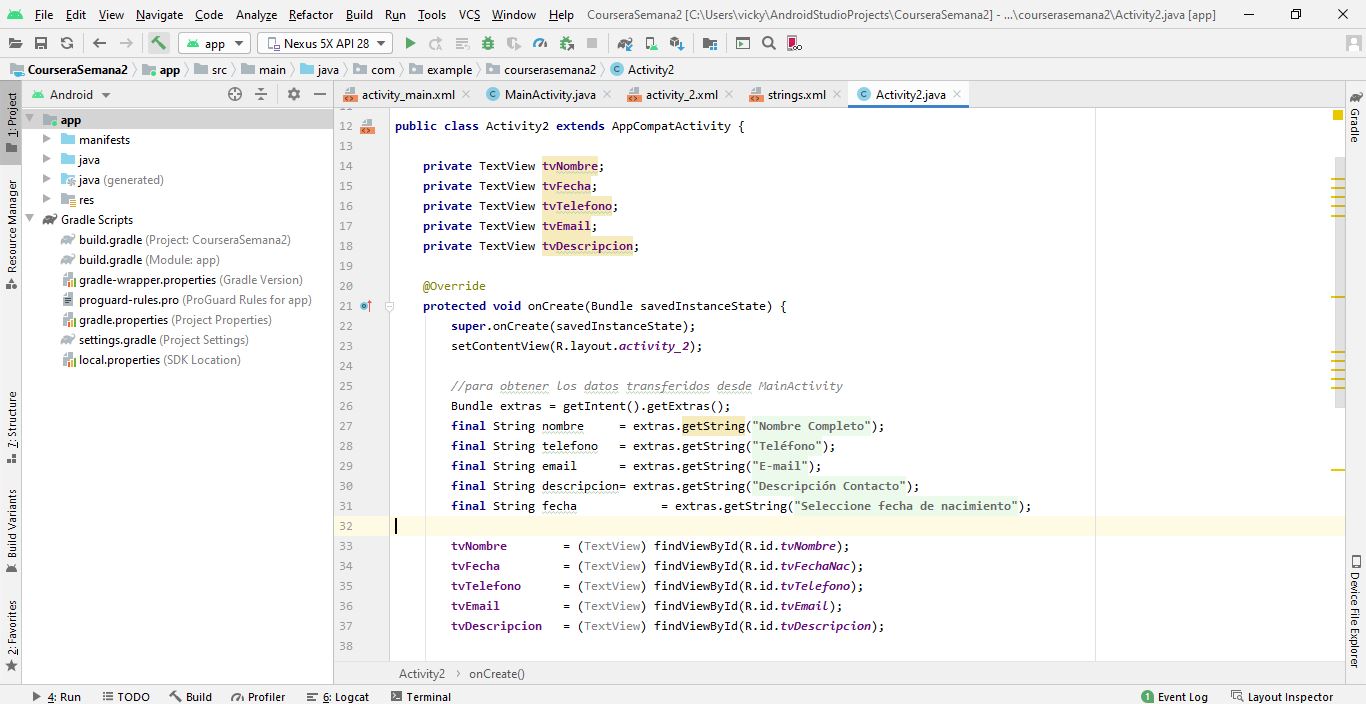 File Edit View Navigate Code Analyze Refactor Build Run Tools VCS Window Help CourseraSemana2 [C:\Users\vicky\AndroidStudioProjects\CourseraSemana2] - ...\courserasemana2\Activity2.java [app]
app Nexus 5X API 28
CourseraSemana2 app src main java com example courserasemana2 Activity2
Android activity_main.xml MainActivity.java activity_2.xml strings.xml Activity2.java
1: Project
Resource Manager
7: Structure
Build Variants
2: Favorites
app
manifests
java
java (generated)
res
Gradle Scripts
build.gradle (Project: CourseraSemana2)
build.gradle (Module: app)
gradle-wrapper.properties (Gradle Version)
proguard-rules.pro (ProGuard Rules for app)
gradle.properties (Project Properties)
settings.gradle (Project Settings)
local.properties (SDK Location)
12 public class Activity2 extends AppCompatActivity {
13
14 private TextView tvNombre;
15 private TextView tvFecha;
16 private TextView tvTelefono;
17 private TextView tvEmail;
18 private TextView tvDescripcion;
19
20 @Override
21 protected void onCreate(Bundle savedInstanceState) {
22 super.onCreate(savedInstanceState);
23 setContentView(R.layout.activity_2);
24
25 //para obtener los datos transferidos desde MainActivity
26 Bundle extras = getIntent().getExtras();
27 final String nombre = extras.getString("Nombre Completo");
28 final String telefono = extras.getString("Teléfono");
29 final String email = extras.getString("E-mail");
30 final String descripcion= extras.getString("Descripción Contacto");
31 final String fecha = extras.getString("Seleccione fecha de nacimiento");
32
33 tvNombre = (TextView) findViewById(R.id.tvNombre);
34 tvFecha = (TextView) findViewById(R.id.tvFechaNac);
35 tvTelefono = (TextView) findViewById(R.id.tvTelefono);
36 tvEmail = (TextView) findViewById(R.id.tvEmail);
37 tvDescripcion = (TextView) findViewById(R.id.tvDescripcion);
38
Activity2 onCreate()
Gradle
Device File Explorer
4: Run TODO Build Profiler 6: Logcat Terminal 1 Event Log Layout Inspector